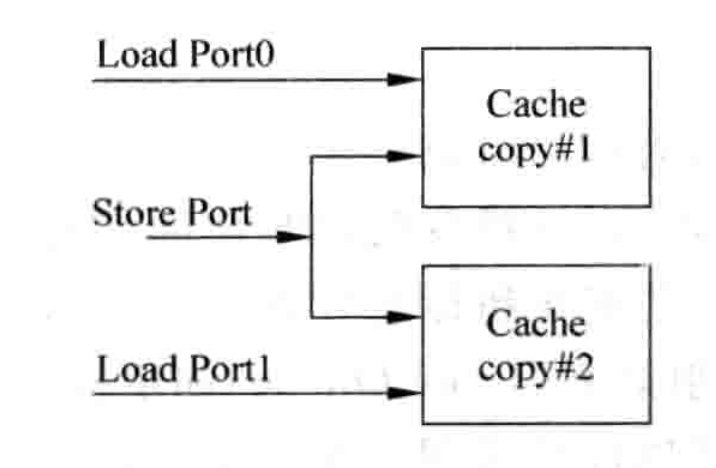 Load Port0
Cache
copy#1
Store Port
Cache
copy#2
Load Port1